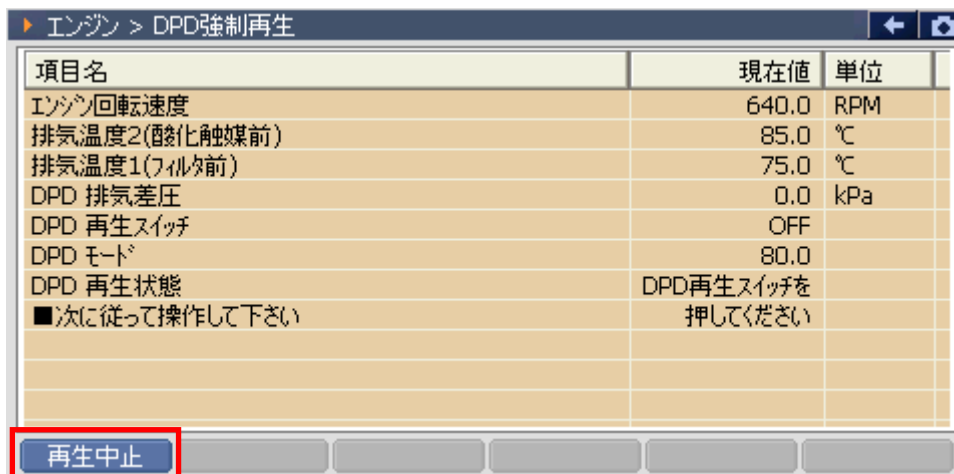 エンジン > DPD強制再生
項目名 現在値 単位
エンジン回転速度 640.0 RPM
排気温度2(酸化触媒前) 85.0 ℃
排気温度1(フィルタ前) 75.0 ℃
DPD 排気差圧 0.0 kPa
DPD 再生スイッチ OFF
DPD モード 80.0
DPD 再生状態 DPD再生スイッチを
■次に従って操作して下さい 押してください
再生中止